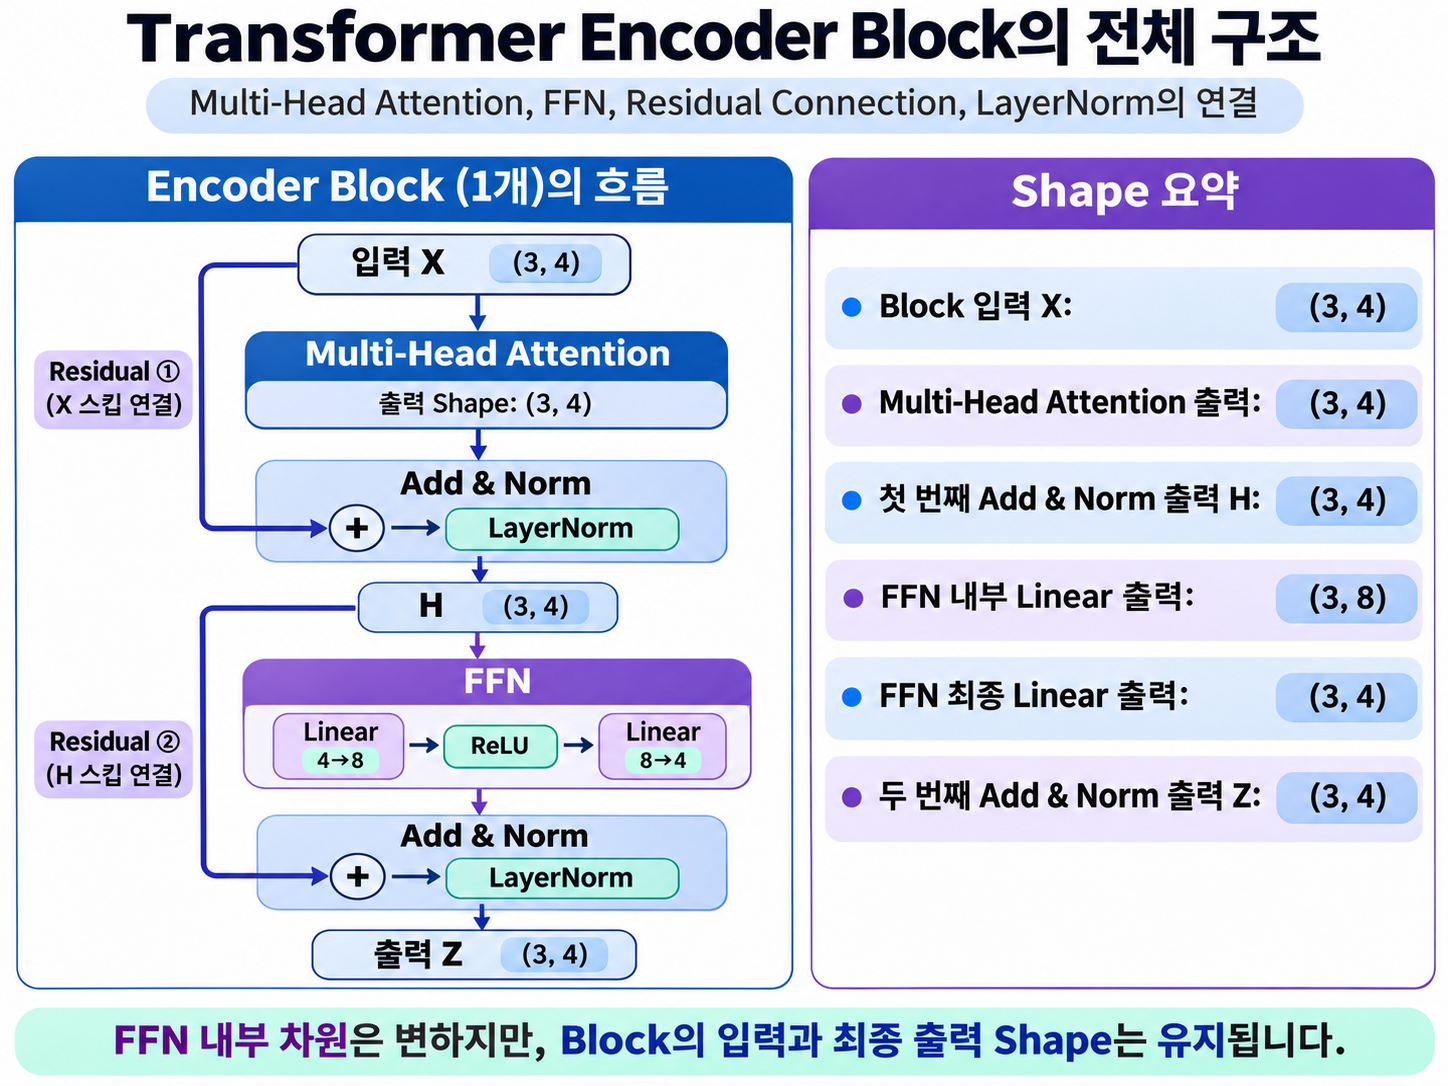 Transformer Encoder Block의 전체 구조
Multi-Head Attention, FFN, Residual Connection, LayerNorm의 연결
Encoder Block (1개)의 흐름
입력 X (3, 4)
Multi-Head Attention
출력 Shape: (3, 4)
Residual ①
(X 스킵 연결)
Add & Norm
+ → LayerNorm
H (3, 4)
FFN
Linear
4→8
→ ReLU →
Linear
8→4
Residual ②
(H 스킵 연결)
Add & Norm
+ → LayerNorm
출력 Z (3, 4)
Shape 요약
● Block 입력 X: (3, 4)
● Multi-Head Attention 출력: (3, 4)
● 첫 번째 Add & Norm 출력 H: (3, 4)
● FFN 내부 Linear 출력: (3, 8)
● FFN 최종 Linear 출력: (3, 4)
● 두 번째 Add & Norm 출력 Z: (3, 4)
FFN 내부 차원은 변하지만, Block의 입력과 최종 출력 Shape는 유지됩니다.